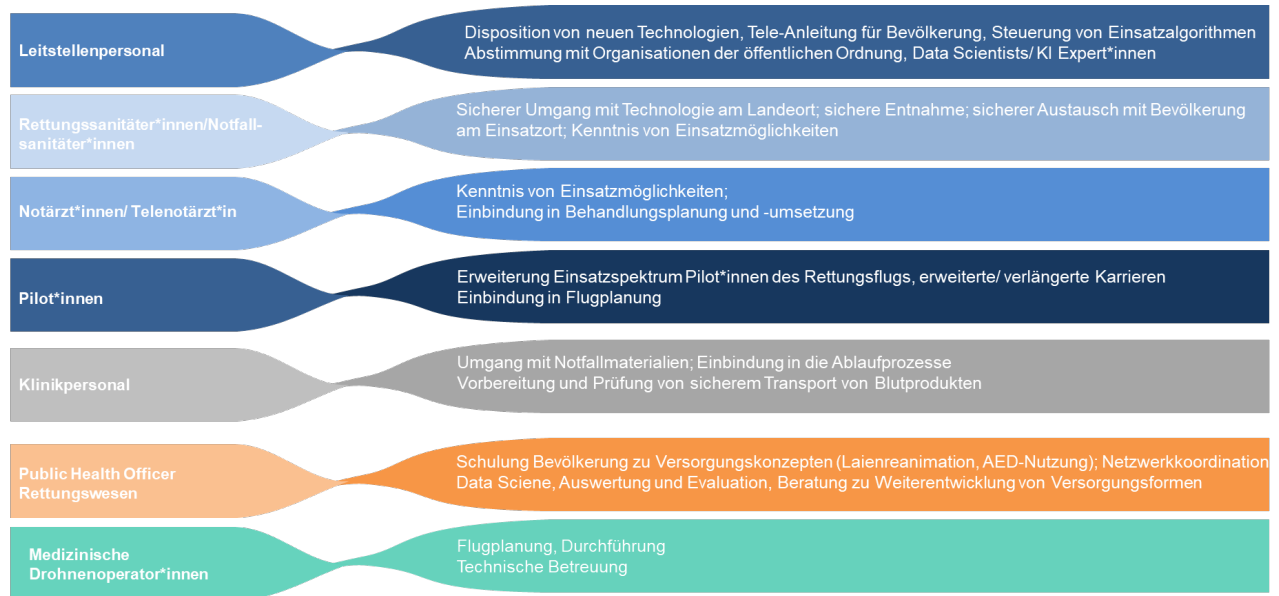 Leitstellenpersonal
Disposition von neuen Technologien, Tele-Anleitung für Bevölkerung, Steuerung von Einsatzalgorithmen
Abstimmung mit Organisationen der öffentlichen Ordnung, Data Scientists/ KI Expert*innen
Rettungssanitäter*innen/Notfall-
sanitäter*innen
Sicherer Umgang mit Technologie am Landeort; sichere Entnahme; sicherer Austausch mit Bevölkerung
am Einsatzort; Kenntnis von Einsatzmöglichkeiten
Notärzt*innen/ Telenotärzt*in
Kenntnis von Einsatzmöglichkeiten;
Einbindung in Behandlungsplanung und -umsetzung
Pilot*innen
Erweiterung Einsatzspektrum Pilot*innen des Rettungsflugs, erweiterte/ verlängerte Karrieren
Einbindung in Flugplanung
Klinikpersonal
Umgang mit Notfallmaterialien; Einbindung in die Ablaufprozesse
Vorbereitung und Prüfung von sicherem Transport von Blutprodukten
Public Health Officer
Rettungswesen
Schulung Bevölkerung zu Versorgungskonzepten (Laienreanimation, AED-Nutzung); Netzwerkkoordination
Data Sciene, Auswertung und Evaluation, Beratung zu Weiterentwicklung von Versorgungsformen
Medizinische
Drohnenoperator*innen
Flugplanung, Durchführung
Technische Betreuung